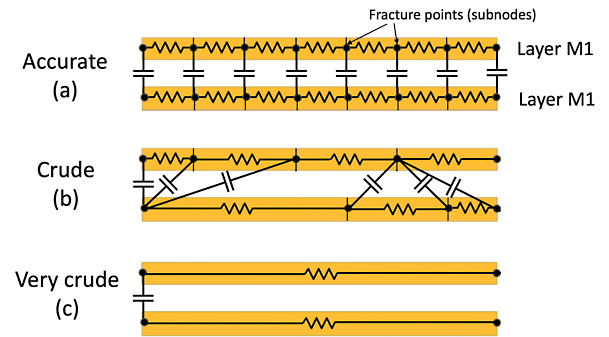 Fracture points (subnodes)
Accurate
(a)
Layer M1
Layer M1
Crude
(b)
Very crude
(c)